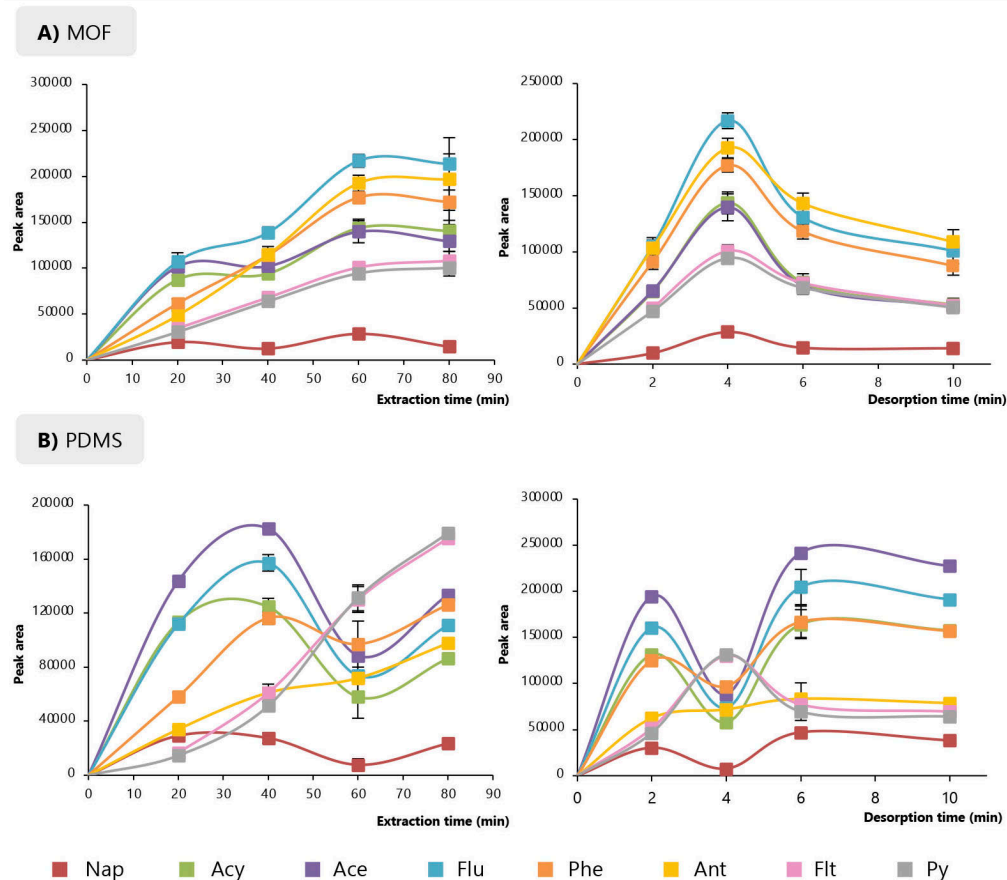 A) MOF
300000
250000
200000
150000
100000
50000
0
Peak area
0 10 20 30 40 50 60 70 80 90
Extraction time (min)
250000
200000
150000
100000
50000
0
Peak area
0 2 4 6 8 10
Desorption time (min)
B) PDMS
200000
160000
120000
80000
40000
0
Peak area
0 10 20 30 40 50 60 70 80 90
Extraction time (min)
300000
250000
200000
150000
100000
50000
0
Peak area
0 2 4 6 8 10
Desorption time (min)
Nap Acy Ace Flu Phe Ant Flt Py